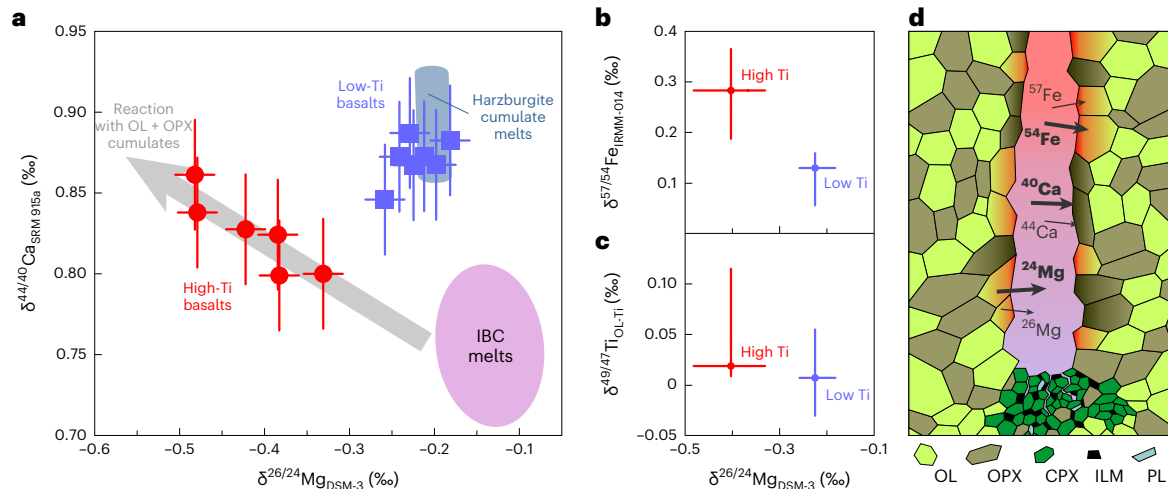 a
0.95
0.90
0.85
0.80
0.75
0.70
δ44/40CaSRM 915a (‰)
Reaction
with OL + OPX
cumulates
Low-Ti
basalts
Harzburgite
cumulate
melts
High-Ti
basalts
IBC
melts
−0.6
−0.5
−0.4
−0.3
−0.2
−0.1
δ26/24MgDSM-3 (‰)
b
0.4
0.3
0.2
0.1
δ57/54FeIRMM-014 (‰)
High Ti
Low Ti
c
0.10
0.05
0
−0.05
δ49/47TiOL-Ti (‰)
High Ti
Low Ti
−0.5
−0.3
−0.1
δ26/24MgDSM-3 (‰)
d
57Fe
54Fe
40Ca
44Ca
24Mg
26Mg
OL
OPX
CPX
ILM
PL